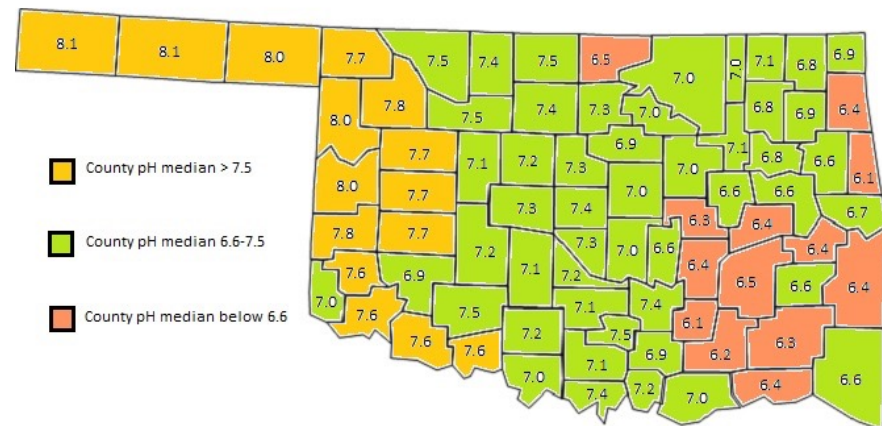 8.1 8.1 8.0 7.7 7.5 7.4 7.5 6.5 7.0 7.0 7.1 6.8 6.9
8.0 7.8 7.5 7.4 7.3 7.0 6.8 6.9 6.4
7.7 7.1 7.2 7.3 6.9 7.0 7.1 6.8 6.6 6.1
County pH median > 7.5
8.0 7.7 7.3 7.4 7.0 6.6 6.6 6.7
7.8 7.7 7.2 7.3 7.0 6.6 6.3 6.4 6.4
County pH median 6.6-7.5
7.6 6.9 7.1 7.2 6.4 6.5 6.6 6.4
7.0 7.6 7.5 7.1 7.4
County pH median below 6.6
7.6 7.6 7.2 7.5 6.1 6.2 6.3
7.0 7.1 6.9 6.6
7.4 7.2 7.0 6.4